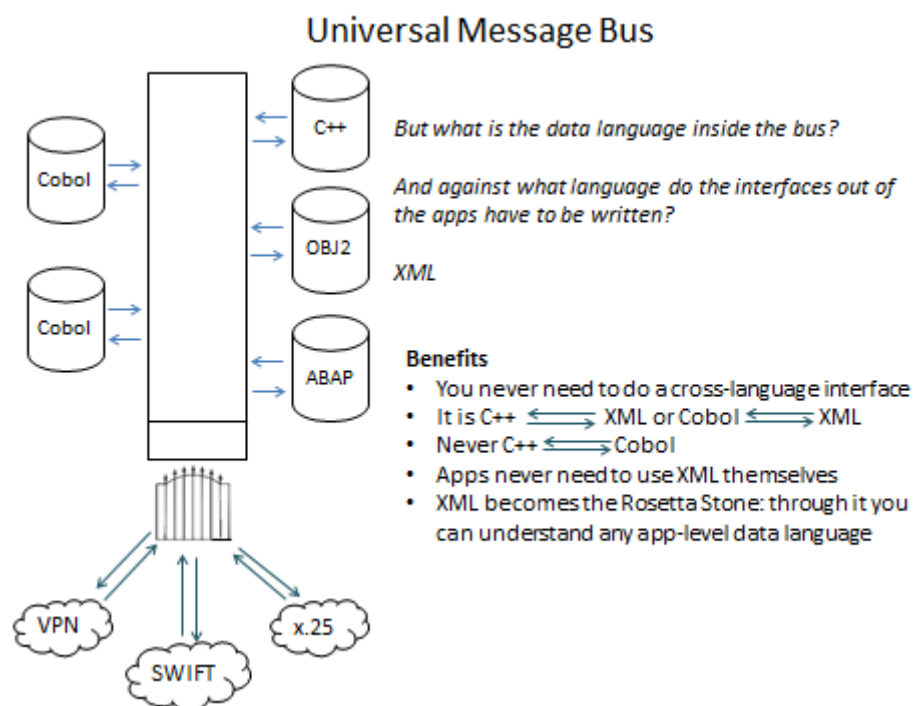 Universal Message Bus
C++
Cobol
OBJ2
Cobol
ABAP
But what is the data language inside the bus?
And against what language do the interfaces out of
the apps have to be written?
XML
Benefits
• You never need to do a cross-language interface
• It is C++ XML or Cobol XML
• Never C++ Cobol
• Apps never need to use XML themselves
• XML becomes the Rosetta Stone: through it you
can understand any app-level data language
VPN
SWIFT
x.25